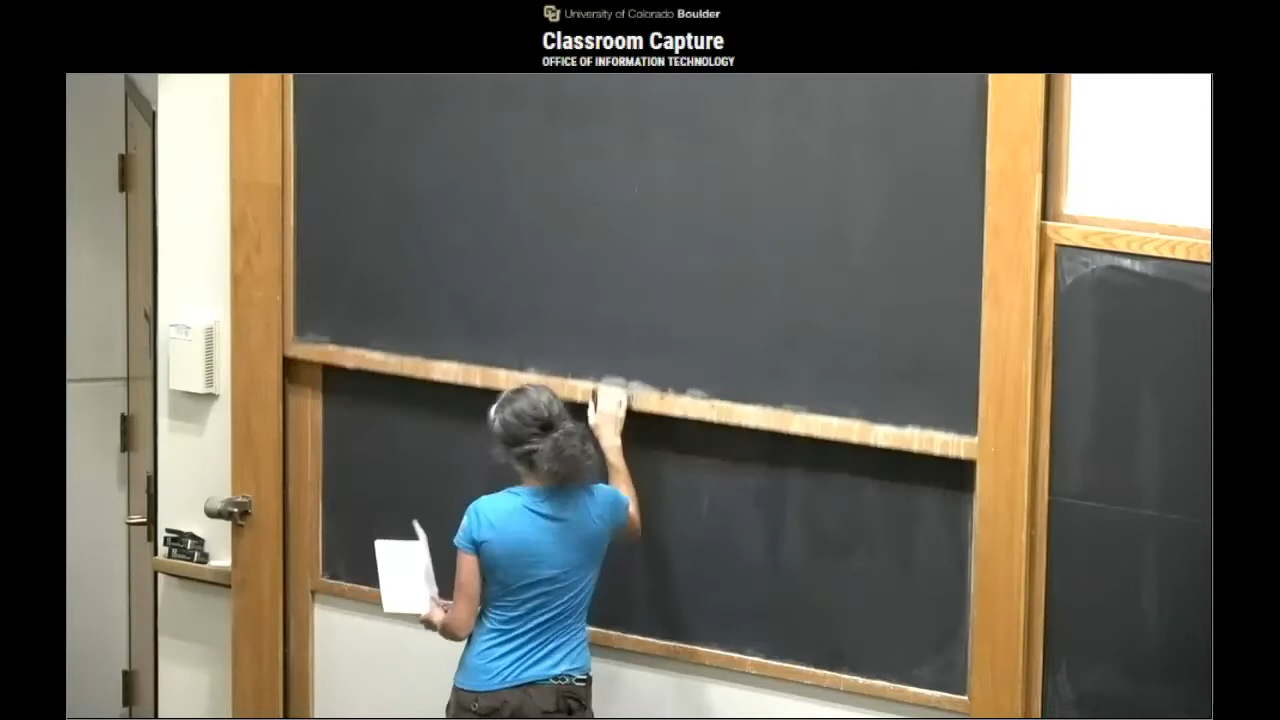 University of Colorado Boulder
Classroom Capture
OFFICE OF INFORMATION TECHNOLOGY